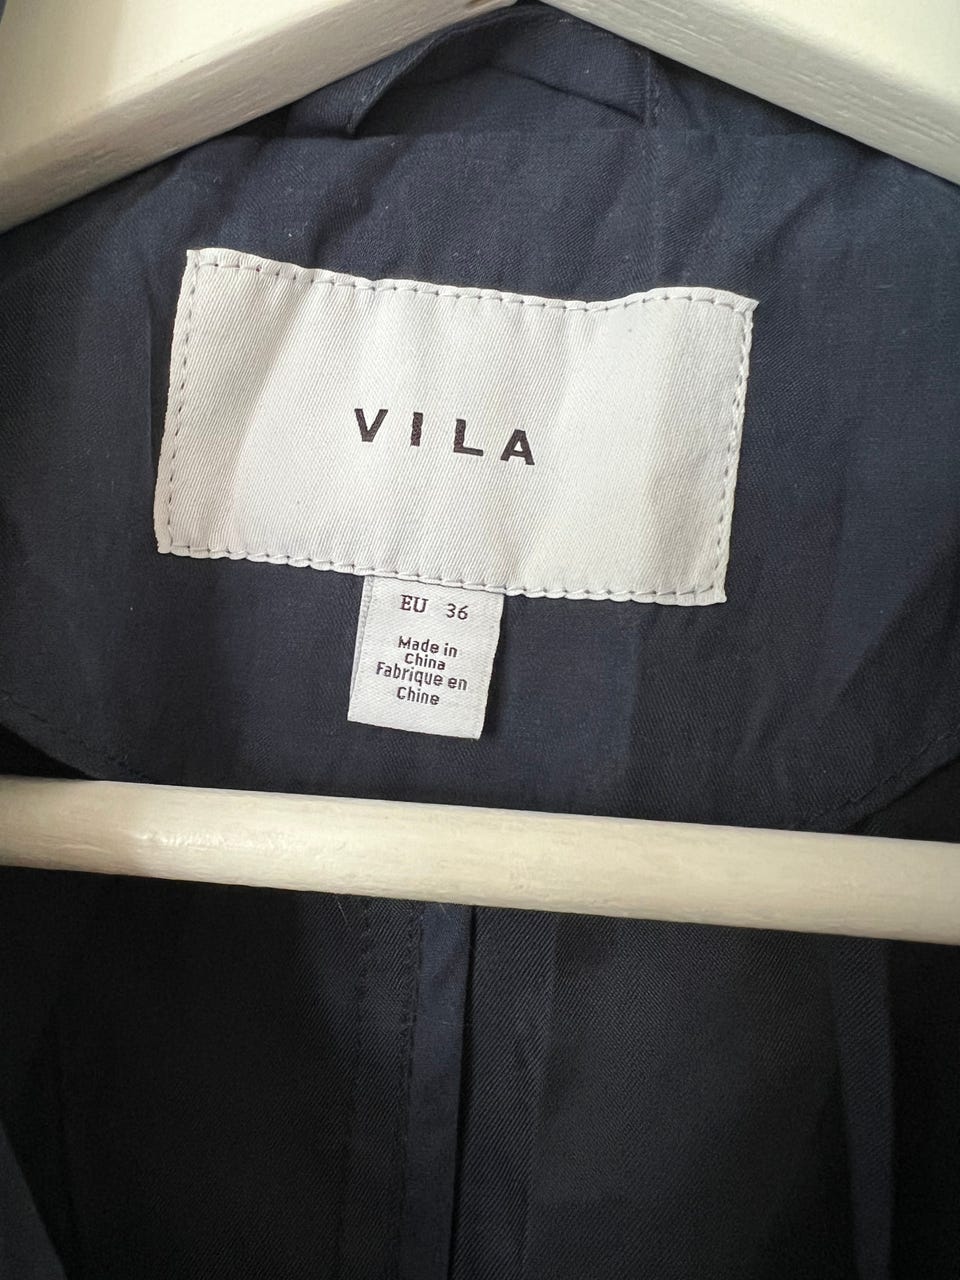 VILA
EU 36
Made in
China
Fabrique en
Chine